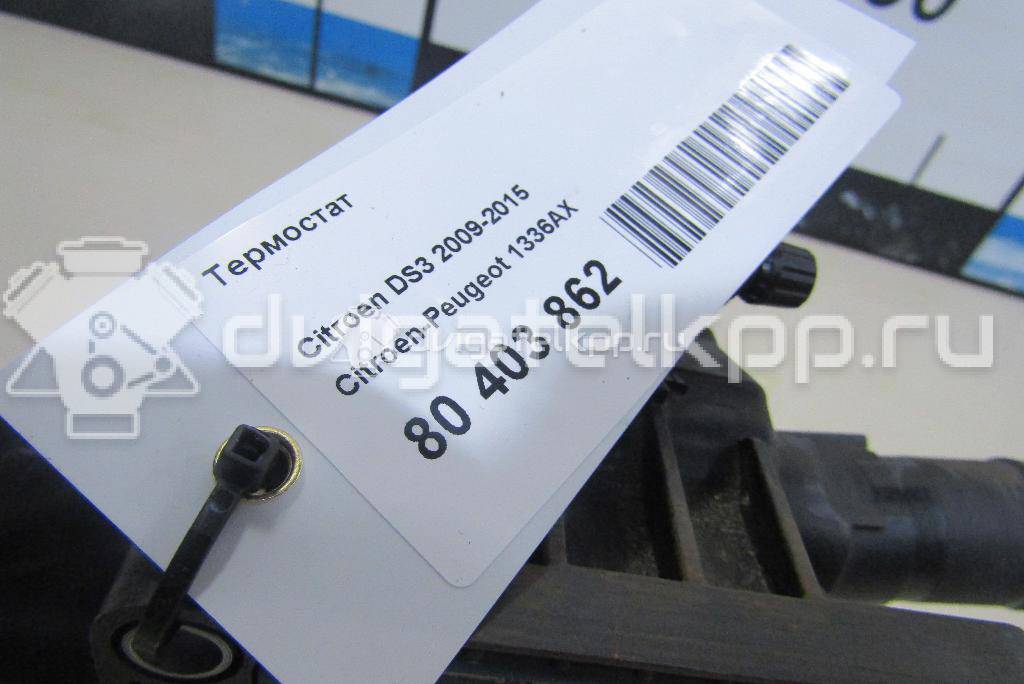 Термостат
Citroen DS3 2009-2015
Citroen-Peugeot 1336AX
80 403 862
dvigatelkpp.ru